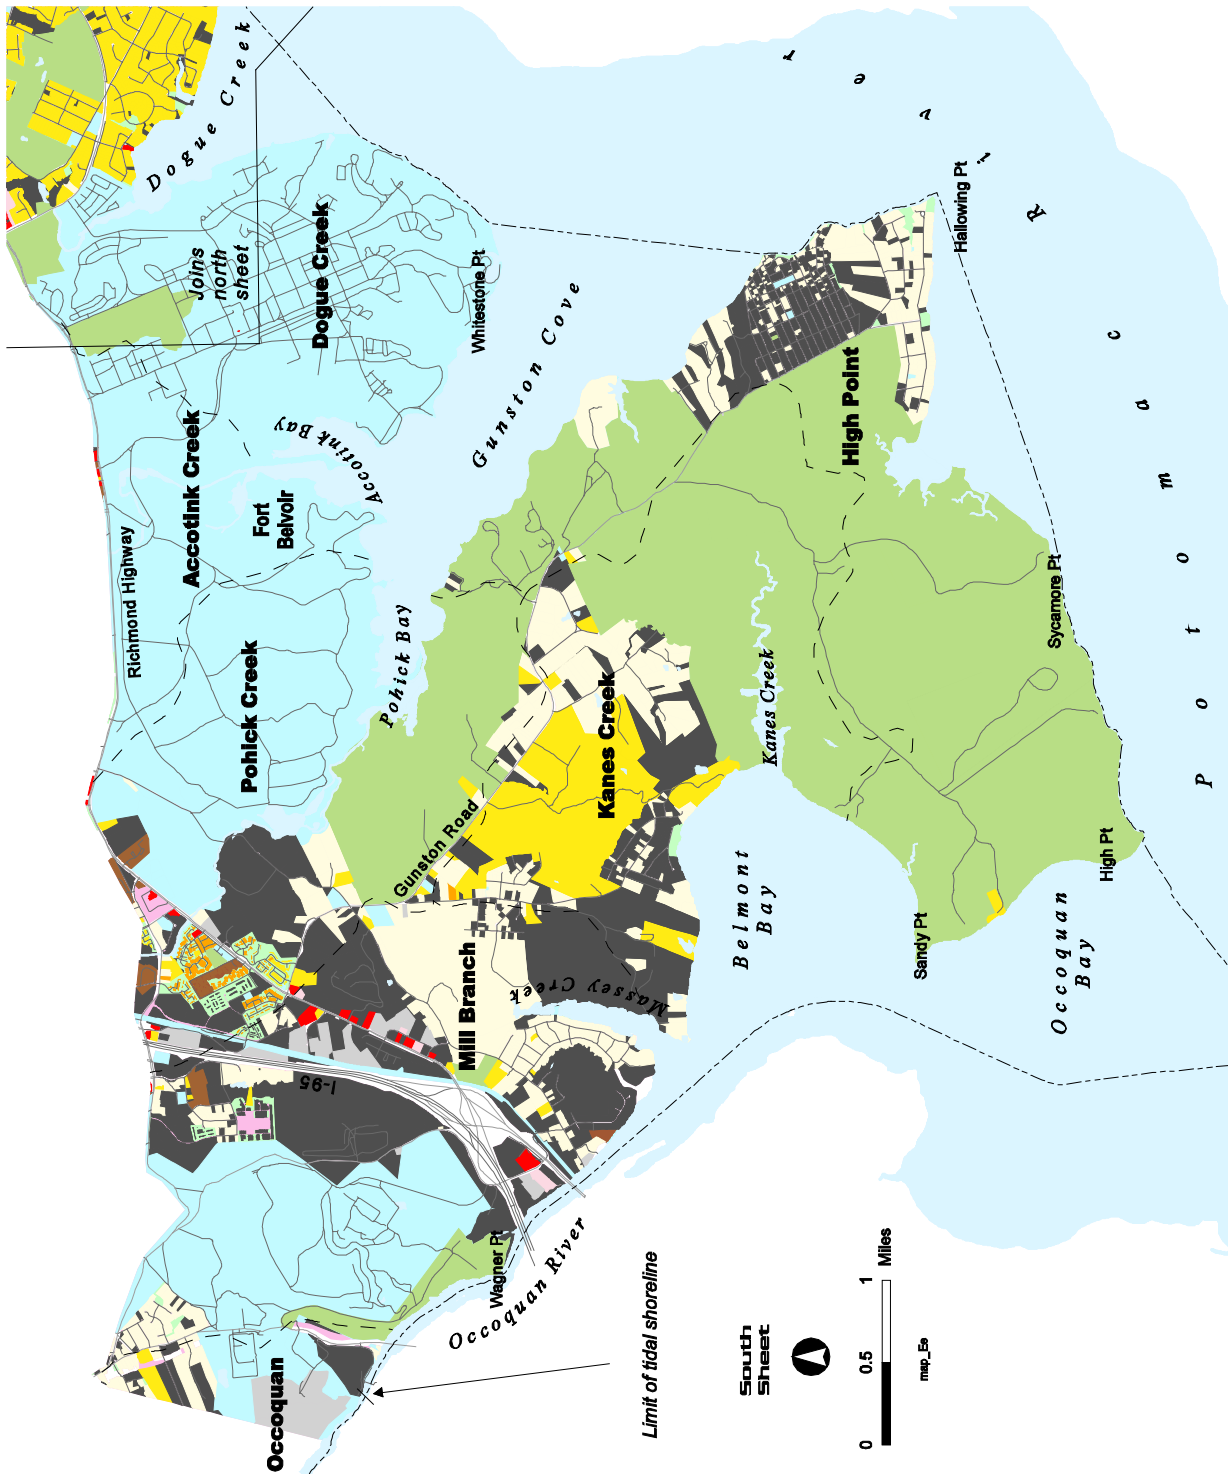 Dogue Creek
Joins
north
sheet
Dogue Creek
Whitestone Pt
Gunston Cove
Hallowing Pt
High Point
Potomac River
Richmond Highway
Accotink Creek
Accotink Bay
Fort
Belvoir
Pohick Creek
Pohick Bay
Sycamore Pt
Kanes Creek
Kanes Creek
Gunston Road
High Pt
Belmont
Bay
Sandy Pt
Occoquan
Bay
Massey Creek
Mill Branch
I-95
Wagner Pt
Occoquan River
Occoquan
Limit of tidal shoreline
South
Sheet
0 0.5 1 Miles
map_Ee